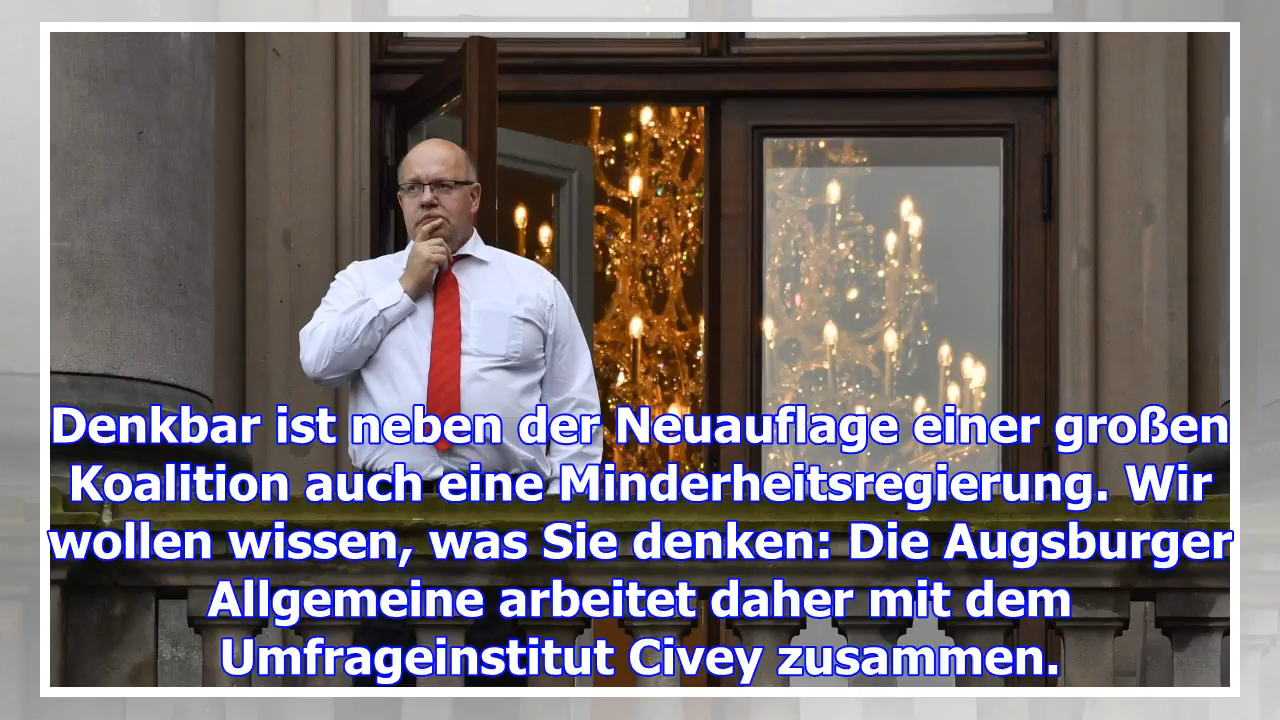 Denkbar ist neben der Neuauflage einer großen
Koalition auch eine Minderheitsregierung. Wir
wollen wissen, was Sie denken: Die Augsburger
Allgemeine arbeitet daher mit dem
Umfrageinstitut Civey zusammen.